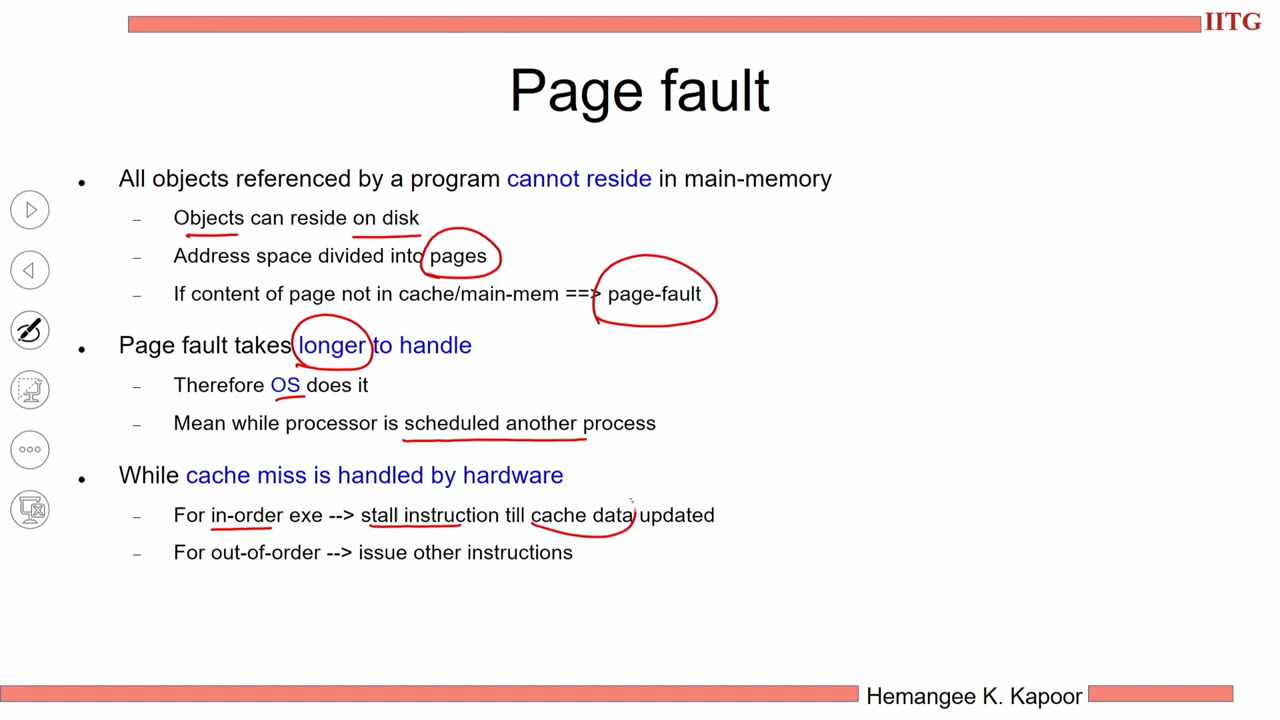 IITG
Page fault
• All objects referenced by a program cannot reside in main-memory
– Objects can reside on disk
– Address space divided into pages
– If content of page not in cache/main-mem ==> page-fault
• Page fault takes longer to handle
– Therefore OS does it
– Mean while processor is scheduled another process
• While cache miss is handled by hardware
– For in-order exe --> stall instruction till cache data updated
– For out-of-order --> issue other instructions
Hemangee K. Kapoor